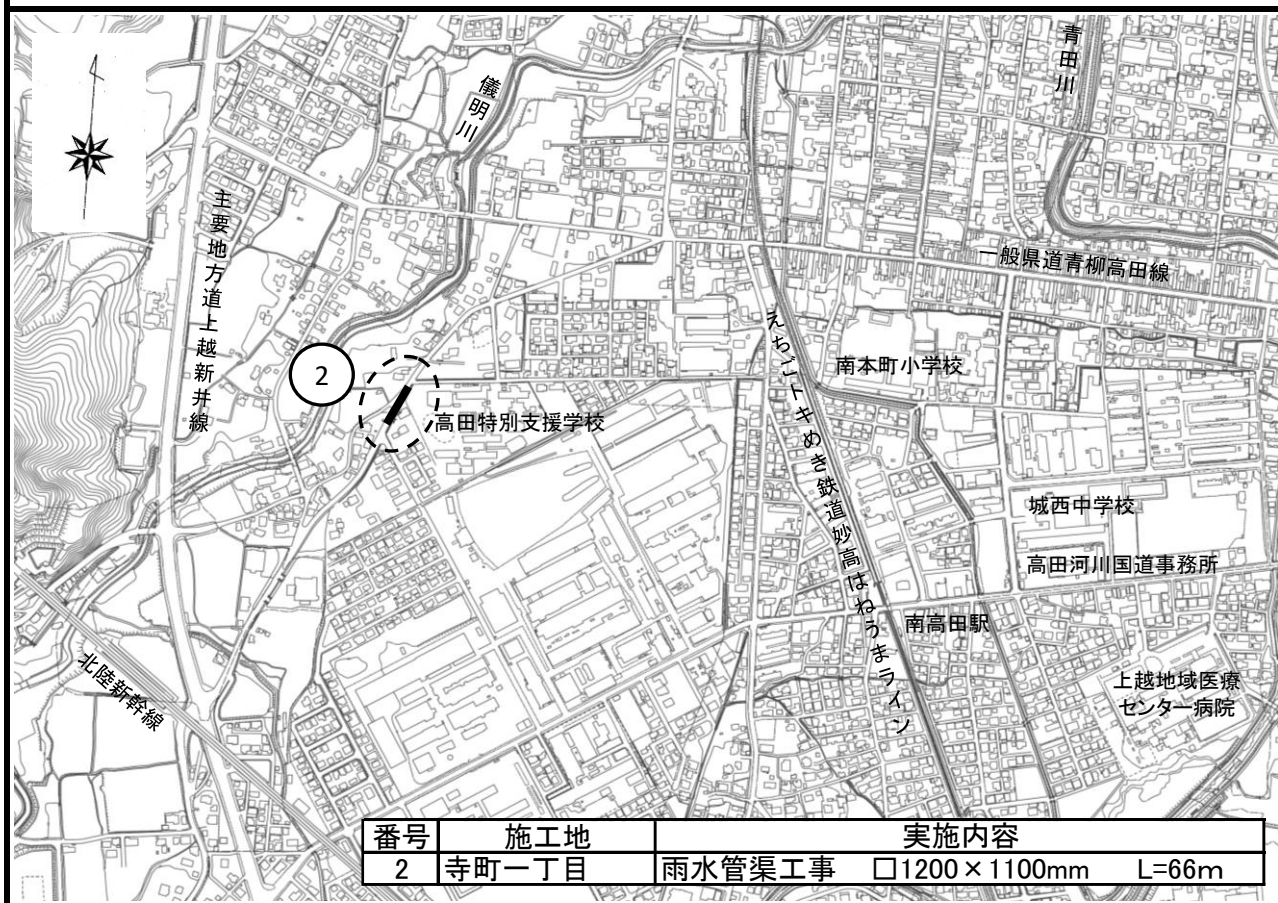 青田川
儀明川
主要地方道上越新井線
一般県道青柳高田線
えちごトキめき鉄道妙高はねうまライン
南本町小学校
2
高田特別支援学校
城西中学校
高田河川国道事務所
南高田駅
上越地域医療
センター病院
北陸新幹線
番号 施工地 実施内容
2 寺町一丁目 雨水管渠工事 □1200×1100mm L=66m